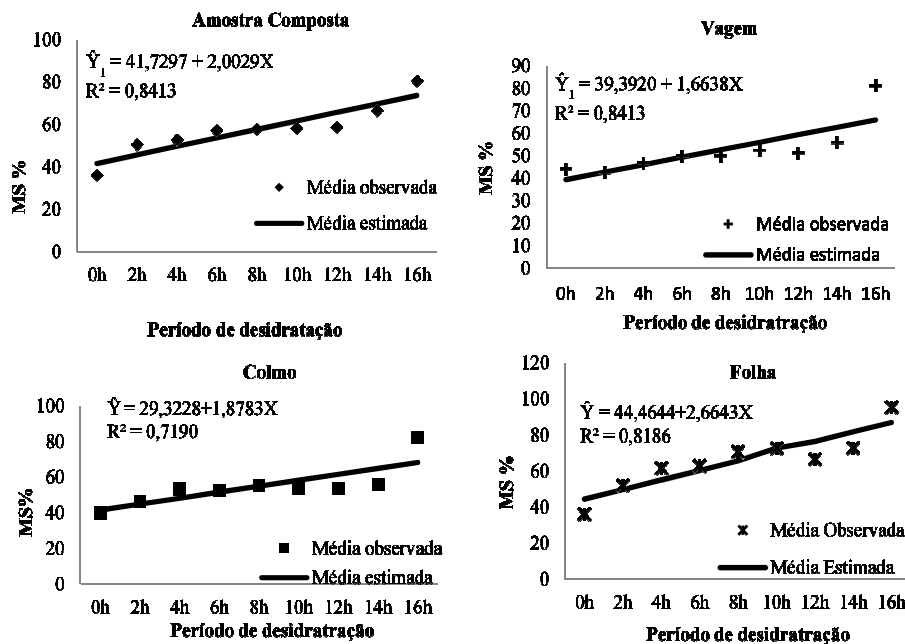 Amostra Composta
Ŷ1 = 41,7297 + 2,0029X
R² = 0,8413
MS %
100
80
60
40
20
0
Média observada
Média estimada
0h 2h 4h 6h 8h 10h 12h 14h 16h
Período de desidratação
Vagem
Ŷ1 = 39,3920 + 1,6638X
R² = 0,8413
MS %
90
80
70
60
50
40
30
20
10
0
Média observada
Média estimada
0h 2h 4h 6h 8h 10h 12h 14h 16h
Período de desidratração
Colmo
Ŷ = 29,3228+1,8783X
R² = 0,7190
MS%
100
80
60
40
20
0
Média observada
Média estimada
0h 2h 4h 6h 8h 10h 12h 14h 16h
Período de desidratração
Folha
Ŷ = 44,4644+2,6643X
R² = 0,8186
MS %
120
100
80
60
40
20
0
Média Observada
Média Estimada
0h 2h 4h 6h 8h 10h 12h 14h 16h
Período de desidratração